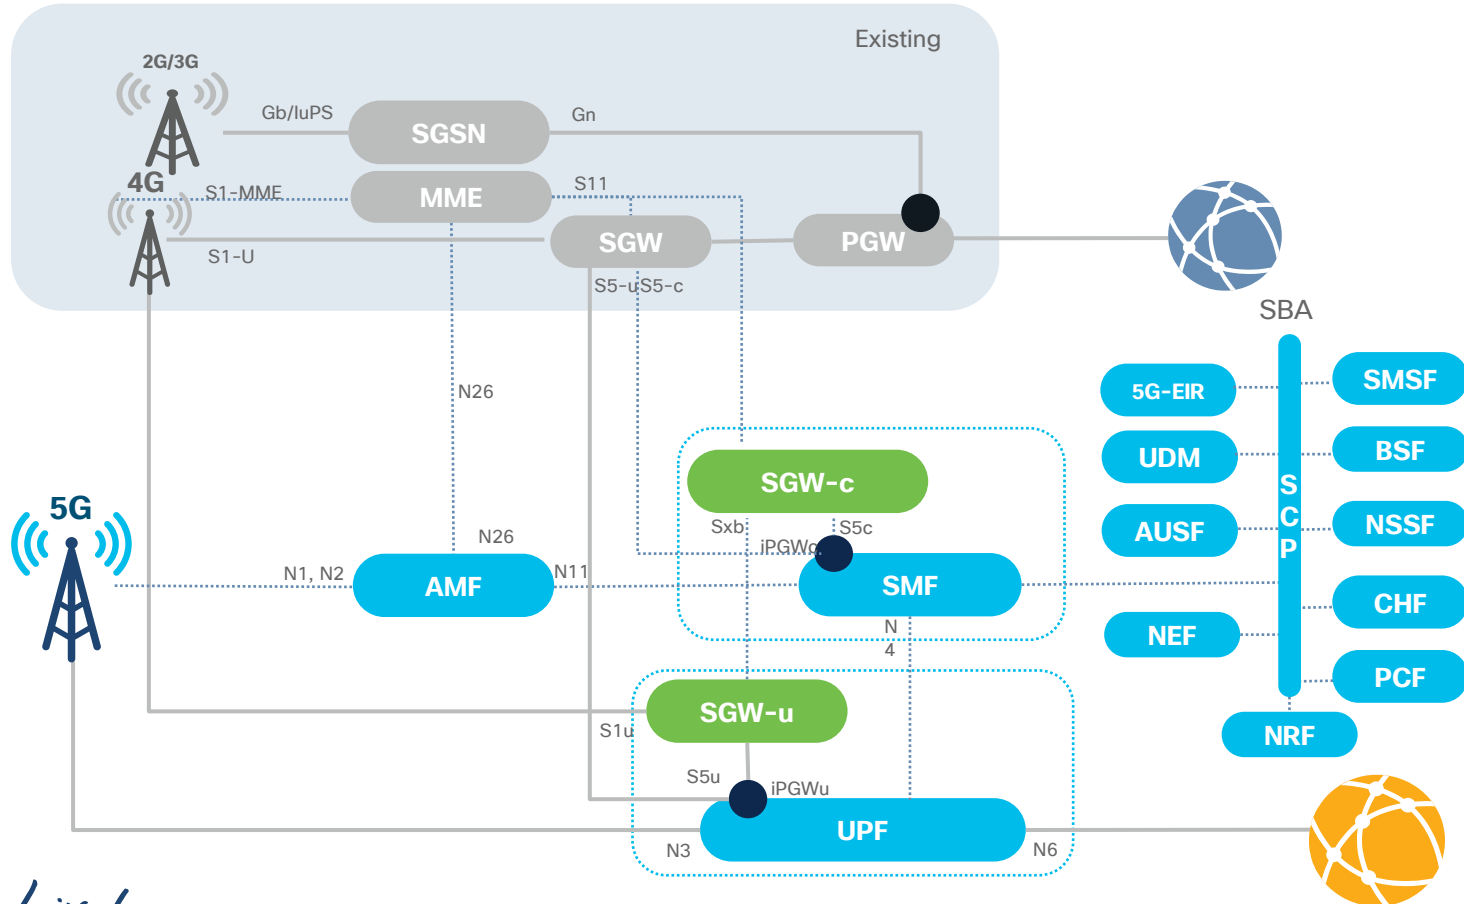 Existing
2G/3G
Gb/IuPS
SGSN
Gn
4G
S1-MME
MME
S11
S1-U
SGW
PGW
S5-u
S5-c
SBA
N26
5G-EIR
SMSF
UDM
BSF
SGW-c
S
C
P
AUSF
NSSF
5G
Sxb
S5c
N26
iPGWc
N1, N2
AMF
N11
SMF
CHF
NEF
N
4
PCF
SGW-u
S1u
NRF
S5u
iPGWu
UPF
N3
N6